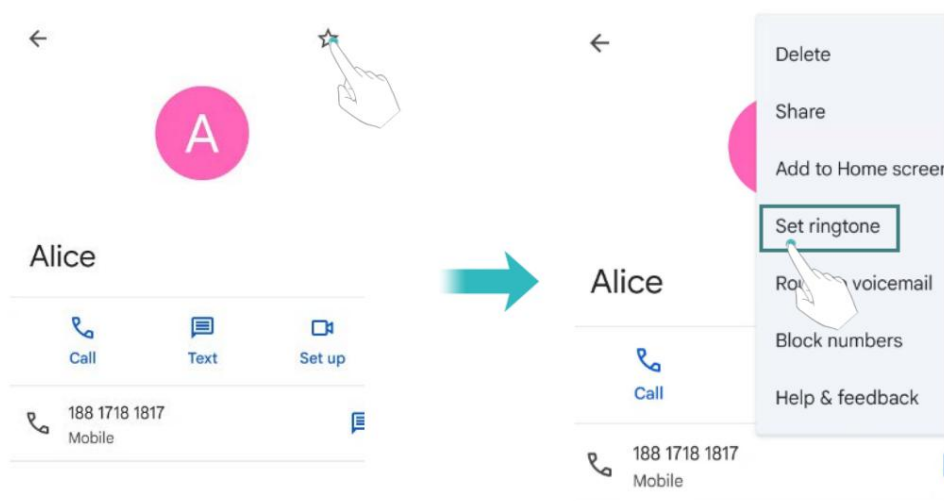 A
Alice
Call
Text
Set up
188 1718 1817
Mobile
Alice
Call
188 1718 1817
Mobile
Delete
Share
Add to Home screen
Set ringtone
voicemail
Block numbers
Help & feedback